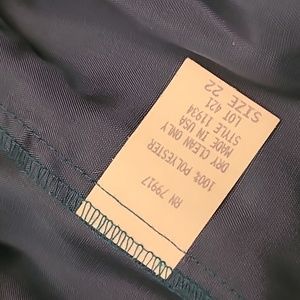 RN 79917
100% POLYESTER
DRY CLEAN ONLY
MADE IN USA
STYLE 11934
LOT 421
SIZE 22